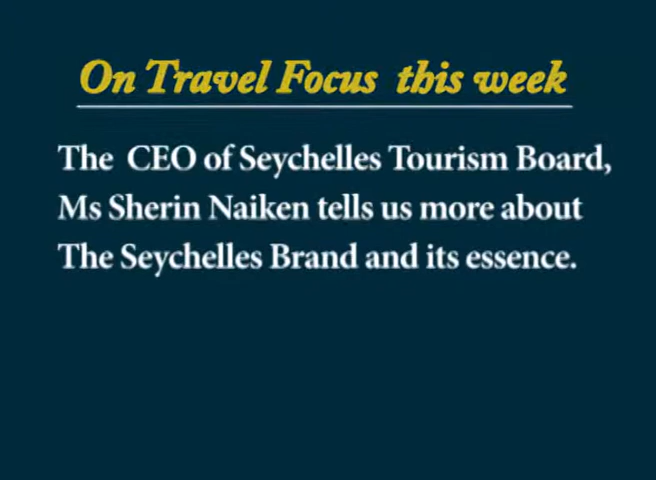 On Travel Focus this week
The CEO of Seychelles Tourism Board,
Ms Sherin Naiken tells us more about
The Seychelles Brand and its essence.